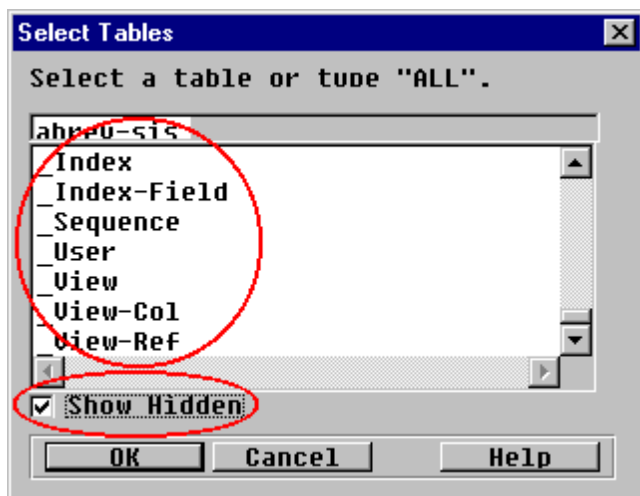 Select Tables
Select a table or type "ALL".
abrev-sis
_Index
_Index-Field
_Sequence
_User
_View
_View-Col
_View-Ref
Show Hidden
OK Cancel Help